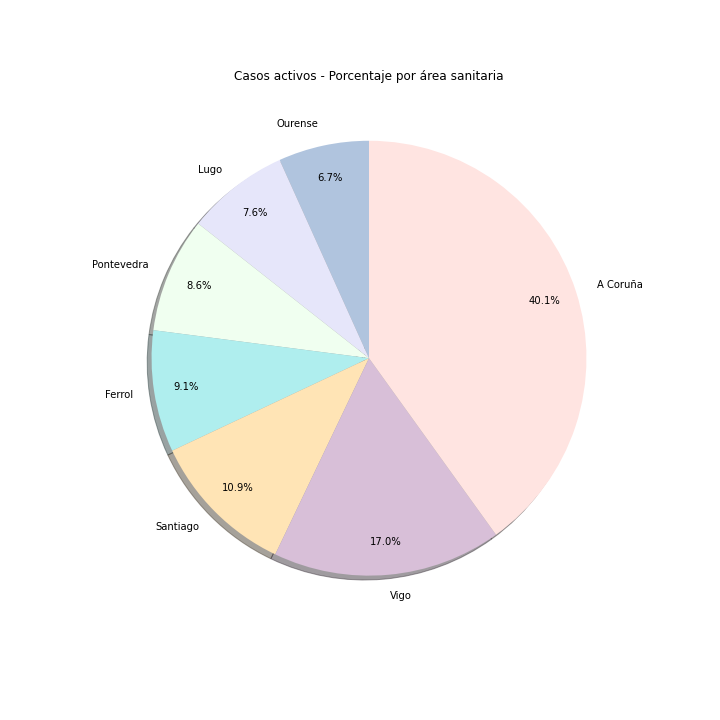 Casos activos - Porcentaje por área sanitaria
Ourense
6.7%
Lugo
7.6%
Pontevedra
8.6%
A Coruña
40.1%
Ferrol
9.1%
Santiago
10.9%
Vigo
17.0%